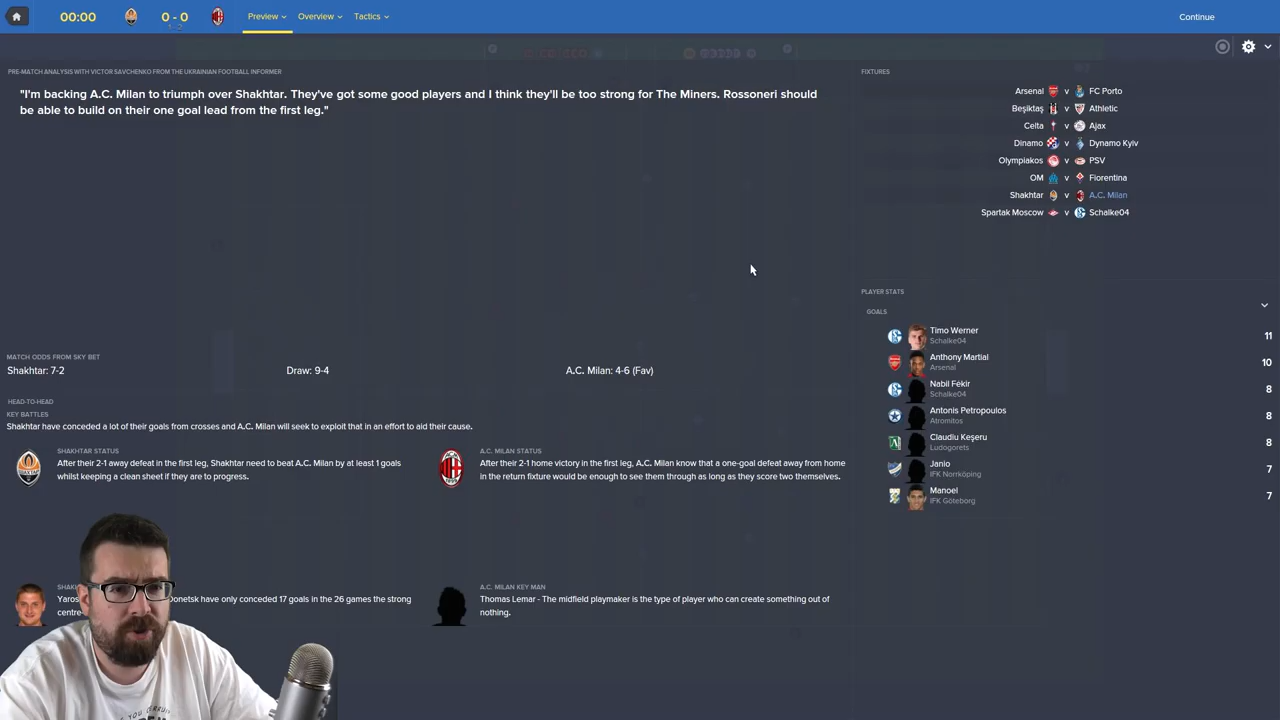 00:00
0 - 0
Preview
Overview
Tactics
Continue
PRE-MATCH ANALYSIS WITH VICTOR SAVCHENKO FROM THE UKRAINIAN FOOTBALL INFORMER
"I'm backing A.C. Milan to triumph over Shakhtar. They've got some good players and I think they'll be too strong for The Miners. Rossoneri should
be able to build on their one goal lead from the first leg."
MATCH ODDS FROM SKY BET
Shakhtar: 7-2
Draw: 9-4
A.C. Milan: 4-6 (Fav)
HEAD-TO-HEAD
KEY BATTLES
Shakhtar have conceded a lot of their goals from crosses and A.C. Milan will seek to exploit that in an effort to aid their cause.
SHAKHTAR STATUS
After their 2-1 away defeat in the first leg, Shakhtar need to beat A.C. Milan by at least 1 goals
whilst keeping a clean sheet if they are to progress.
A.C. MILAN STATUS
After their 2-1 home victory in the first leg, A.C. Milan know that a one-goal defeat away from home
in the return fixture would be enough to see them through as long as they score two themselves.
Donetsk have only conceded 17 goals in the 26 games the strong
centre
A.C. MILAN KEY MAN
Thomas Lemar - The midfield playmaker is the type of player who can create something out of
nothing.
FIXTURES
Arsenal v FC Porto
Beşiktaş v Athletic
Celta v Ajax
Dinamo v Dynamo Kyiv
Olympiakos v PSV
OM v Fiorentina
Shakhtar v A.C. Milan
Spartak Moscow v Schalke04
PLAYER STATS
GOALS
Timo Werner 11
Schalke04
Anthony Martial 10
Arsenal
Nabil Fekir 8
Schalke04
Antonis Petropoulos 8
Atromitos
Claudiu Keşeru 8
Ludogorets
Janio 7
IFK Norrköping
Manoel 7
IFK Göteborg